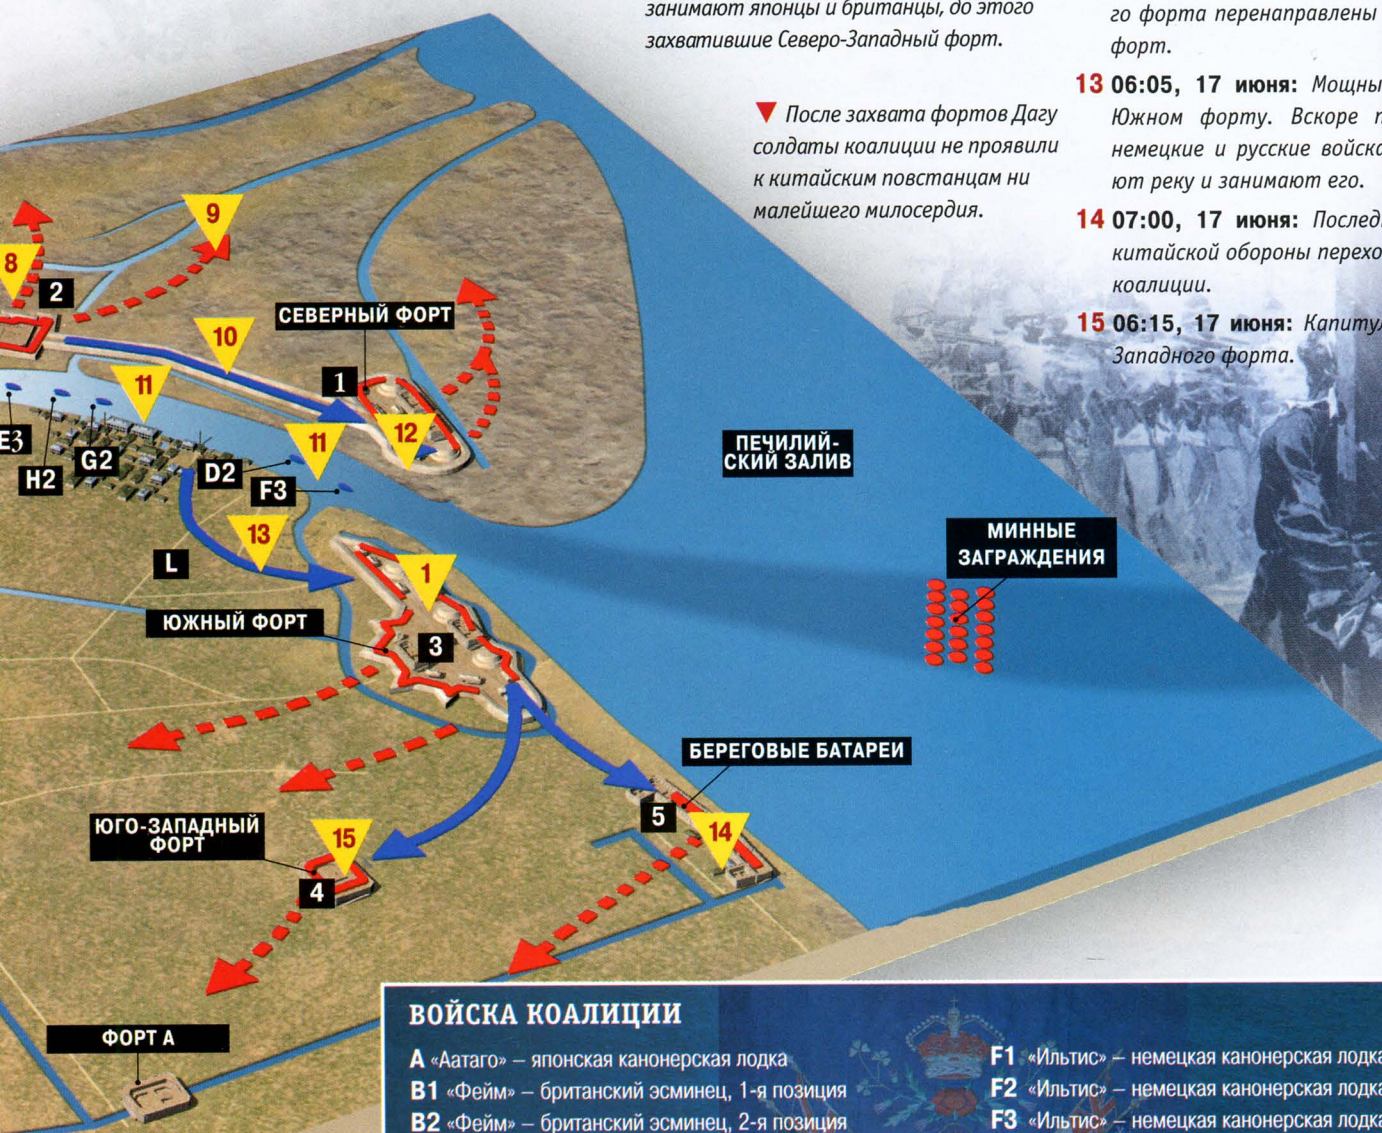 занимают японцы и британцы, до этого
захватившие Северо-Западный форт.
▼ После захвата фортов Дагу
солдаты коалиции не проявили
к китайским повстанцам ни
малейшего милосердия.
го форта перенаправлены
форт.
13 06:05, 17 июня: Мощны
Южном форту. Вскоре п
немецкие и русские войска
ют реку и занимают его.
14 07:00, 17 июня: Последн
китайской обороны перехо
коалиции.
15 06:15, 17 июня: Капитул
Западного форта.
8
9
2
СЕВЕРНЫЙ ФОРТ
10
1
11
12
11
E3
H2
G2
D2
F3
ПЕЧИЛИЙ-
СКИЙ ЗАЛИВ
13
L
МИННЫЕ
ЗАГРАЖДЕНИЯ
1
ЮЖНЫЙ ФОРТ
3
БЕРЕГОВЫЕ БАТАРЕИ
5
14
ЮГО-ЗАПАДНЫЙ
ФОРТ
15
4
ФОРТ А
ВОЙСКА КОАЛИЦИИ
A «Аатаго» – японская канонерская лодка
B1 «Фейм» – британский эсминец, 1-я позиция
B2 «Фейм» – британский эсминец, 2-я позиция
F1 «Ильтис» – немецкая канонерская лодка
F2 «Ильтис» – немецкая канонерская лодка
F3 «Ильтис» – немецкая канонерская лодка